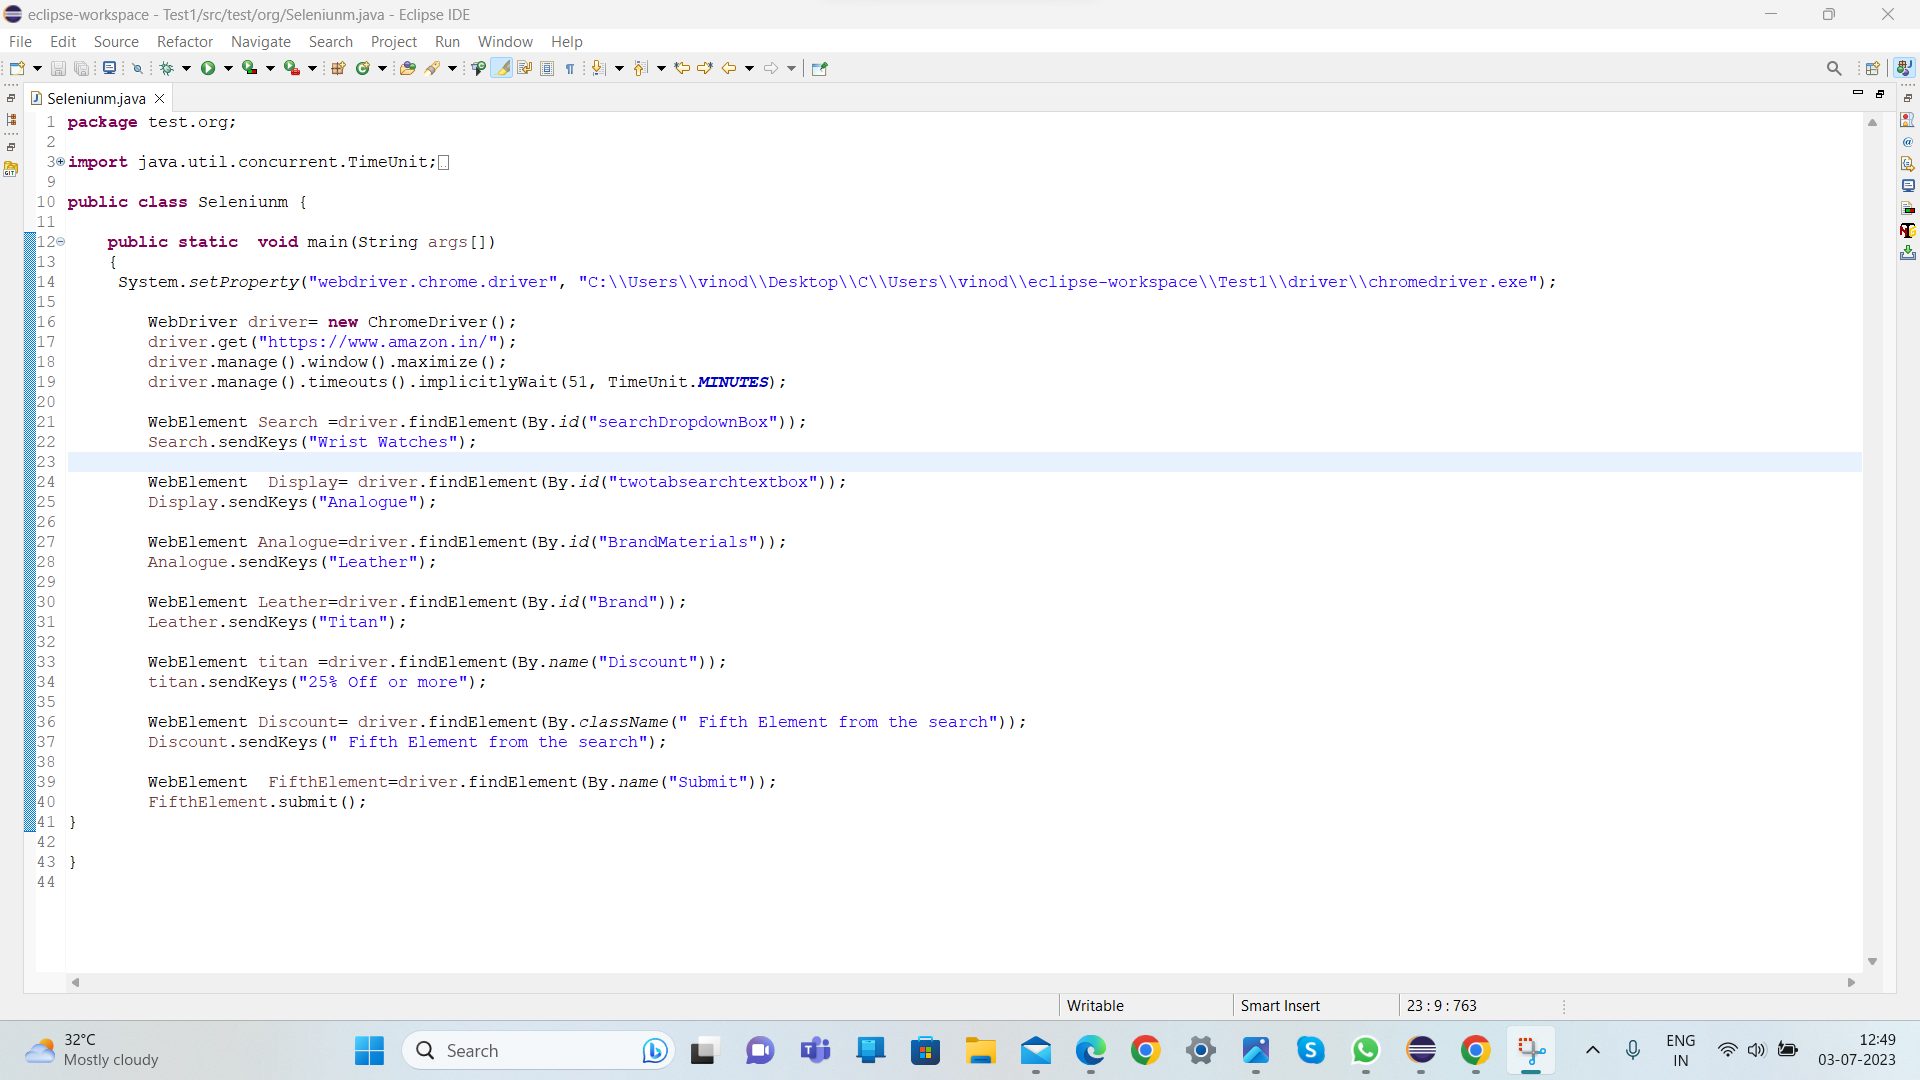 eclipse-workspace - Test1/src/test/org/Seleniunm.java - Eclipse IDE
File Edit Source Refactor Navigate Search Project Run Window Help
Seleniunm.java
1 package test.org;
2
3 import java.util.concurrent.TimeUnit;
9
10 public class Seleniunm {
11
12 public static  void main(String args[])
13 {
14 System.setProperty("webdriver.chrome.driver", "C:\\Users\\vinod\\Desktop\\C\\Users\\vinod\\eclipse-workspace\\Test1\\driver\\chromedriver.exe");
15
16 WebDriver driver= new ChromeDriver();
17 driver.get("https://www.amazon.in/");
18 driver.manage().window().maximize();
19 driver.manage().timeouts().implicitlyWait(51, TimeUnit.MINUTES);
20
21 WebElement Search =driver.findElement(By.id("searchDropdownBox"));
22 Search.sendKeys("Wrist Watches");
23
24 WebElement  Display= driver.findElement(By.id("twotabsearchtextbox"));
25 Display.sendKeys("Analogue");
26
27 WebElement Analogue=driver.findElement(By.id("BrandMaterials"));
28 Analogue.sendKeys("Leather");
29
30 WebElement Leather=driver.findElement(By.id("Brand"));
31 Leather.sendKeys("Titan");
32
33 WebElement titan =driver.findElement(By.name("Discount"));
34 titan.sendKeys("25% Off or more");
35
36 WebElement Discount= driver.findElement(By.className(" Fifth Element from the search"));
37 Discount.sendKeys(" Fifth Element from the search");
38
39 WebElement  FifthElement=driver.findElement(By.name("Submit"));
40 FifthElement.submit();
41 }
42
43 }
44
Writable Smart Insert 23 : 9 : 763
32°C
Mostly cloudy
Search
ENG
IN
12:49
03-07-2023